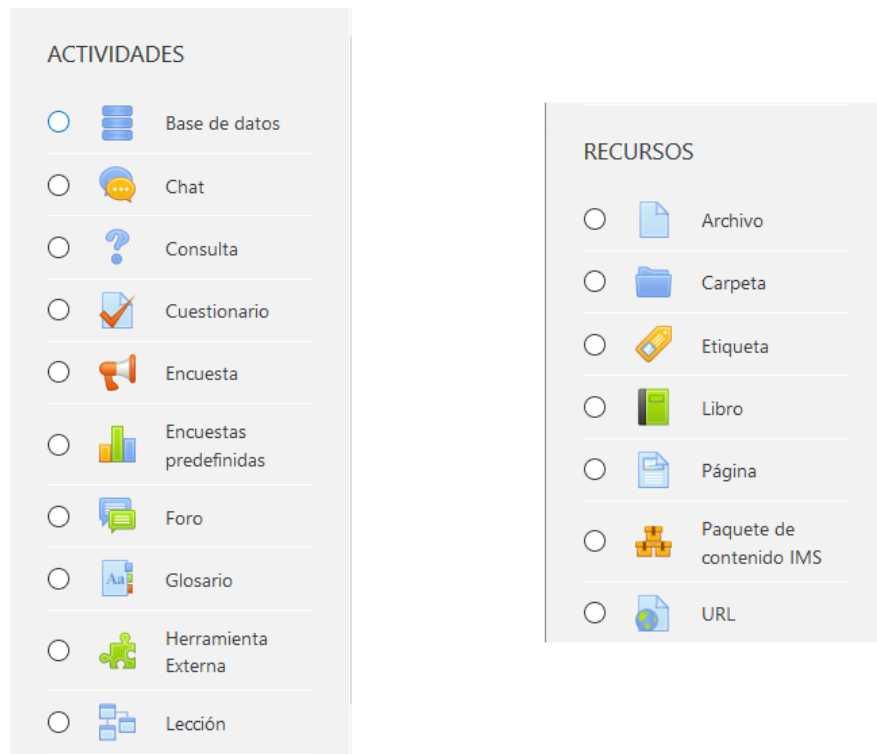 ACTIVIDADES
Base de datos
Chat
Consulta
Cuestionario
Encuesta
Encuestas
predefinidas
Foro
Aa
Glosario
Herramienta
Externa
Lección
RECURSOS
Archivo
Carpeta
Etiqueta
Libro
Página
Paquete de
contenido IMS
URL